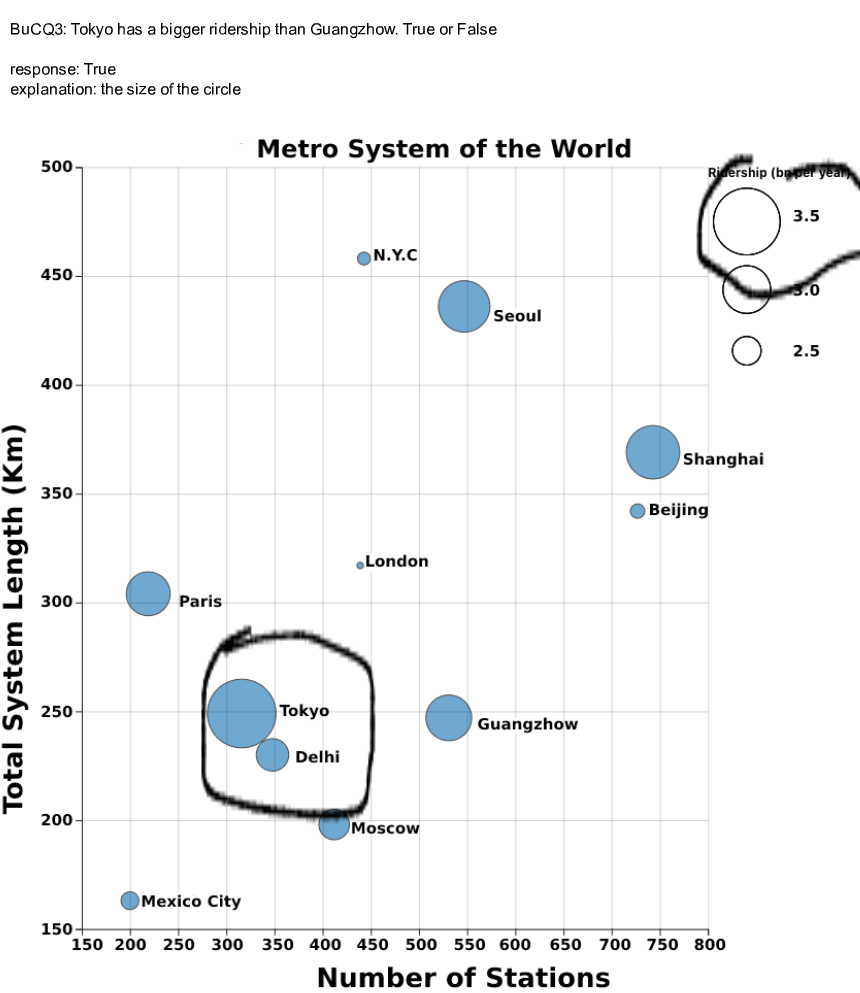 BuCQ3: Tokyo has a bigger ridership than Guangzhow. True or False
response: True
explanation: the size of the circle
Metro System of the World
Ridership (bn per year)
3.5
3.0
2.5
500
450
400
350
300
250
200
150
Total System Length (Km)
N.Y.C
Seoul
Shanghai
Beijing
London
Paris
Tokyo
Guangzhow
Delhi
Moscow
Mexico City
150 200 250 300 350 400 450 500 550 600 650 700 750 800
Number of Stations